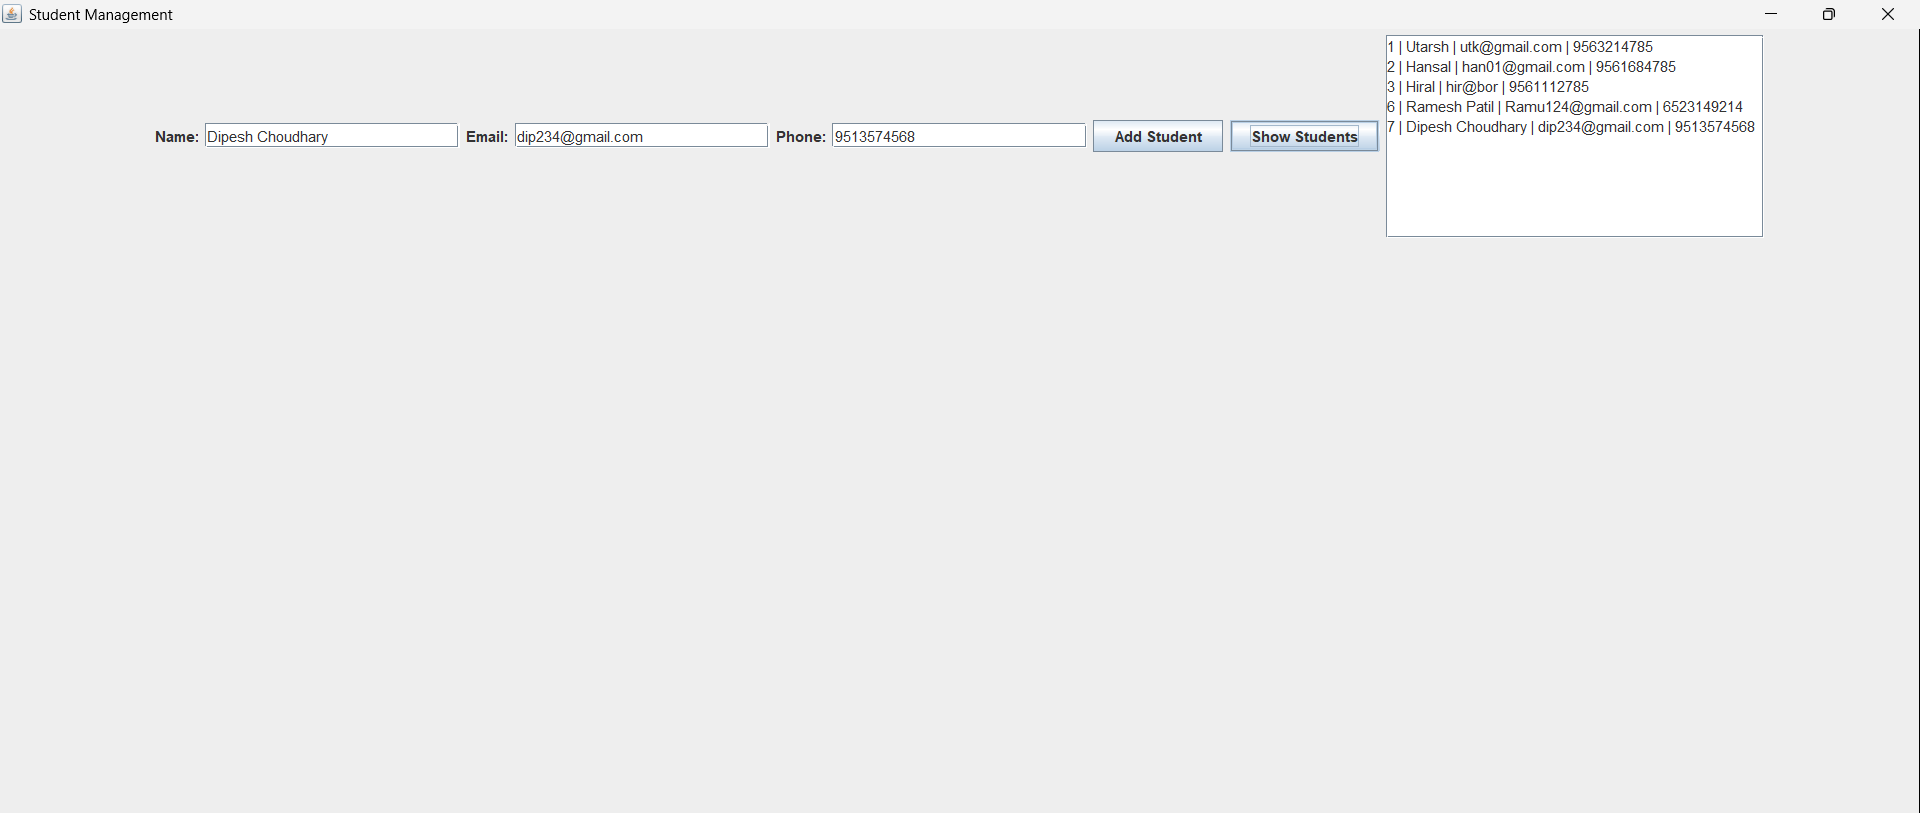 Student Management
Name: Dipesh Choudhary Email: dip234@gmail.com Phone: 9513574568 Add Student Show Students
1 | Utarsh | utk@gmail.com | 9563214785
2 | Hansal | han01@gmail.com | 9561684785
3 | Hiral | hir@bor | 9561112785
6 | Ramesh Patil | Ramu124@gmail.com | 6523149214
7 | Dipesh Choudhary | dip234@gmail.com | 9513574568